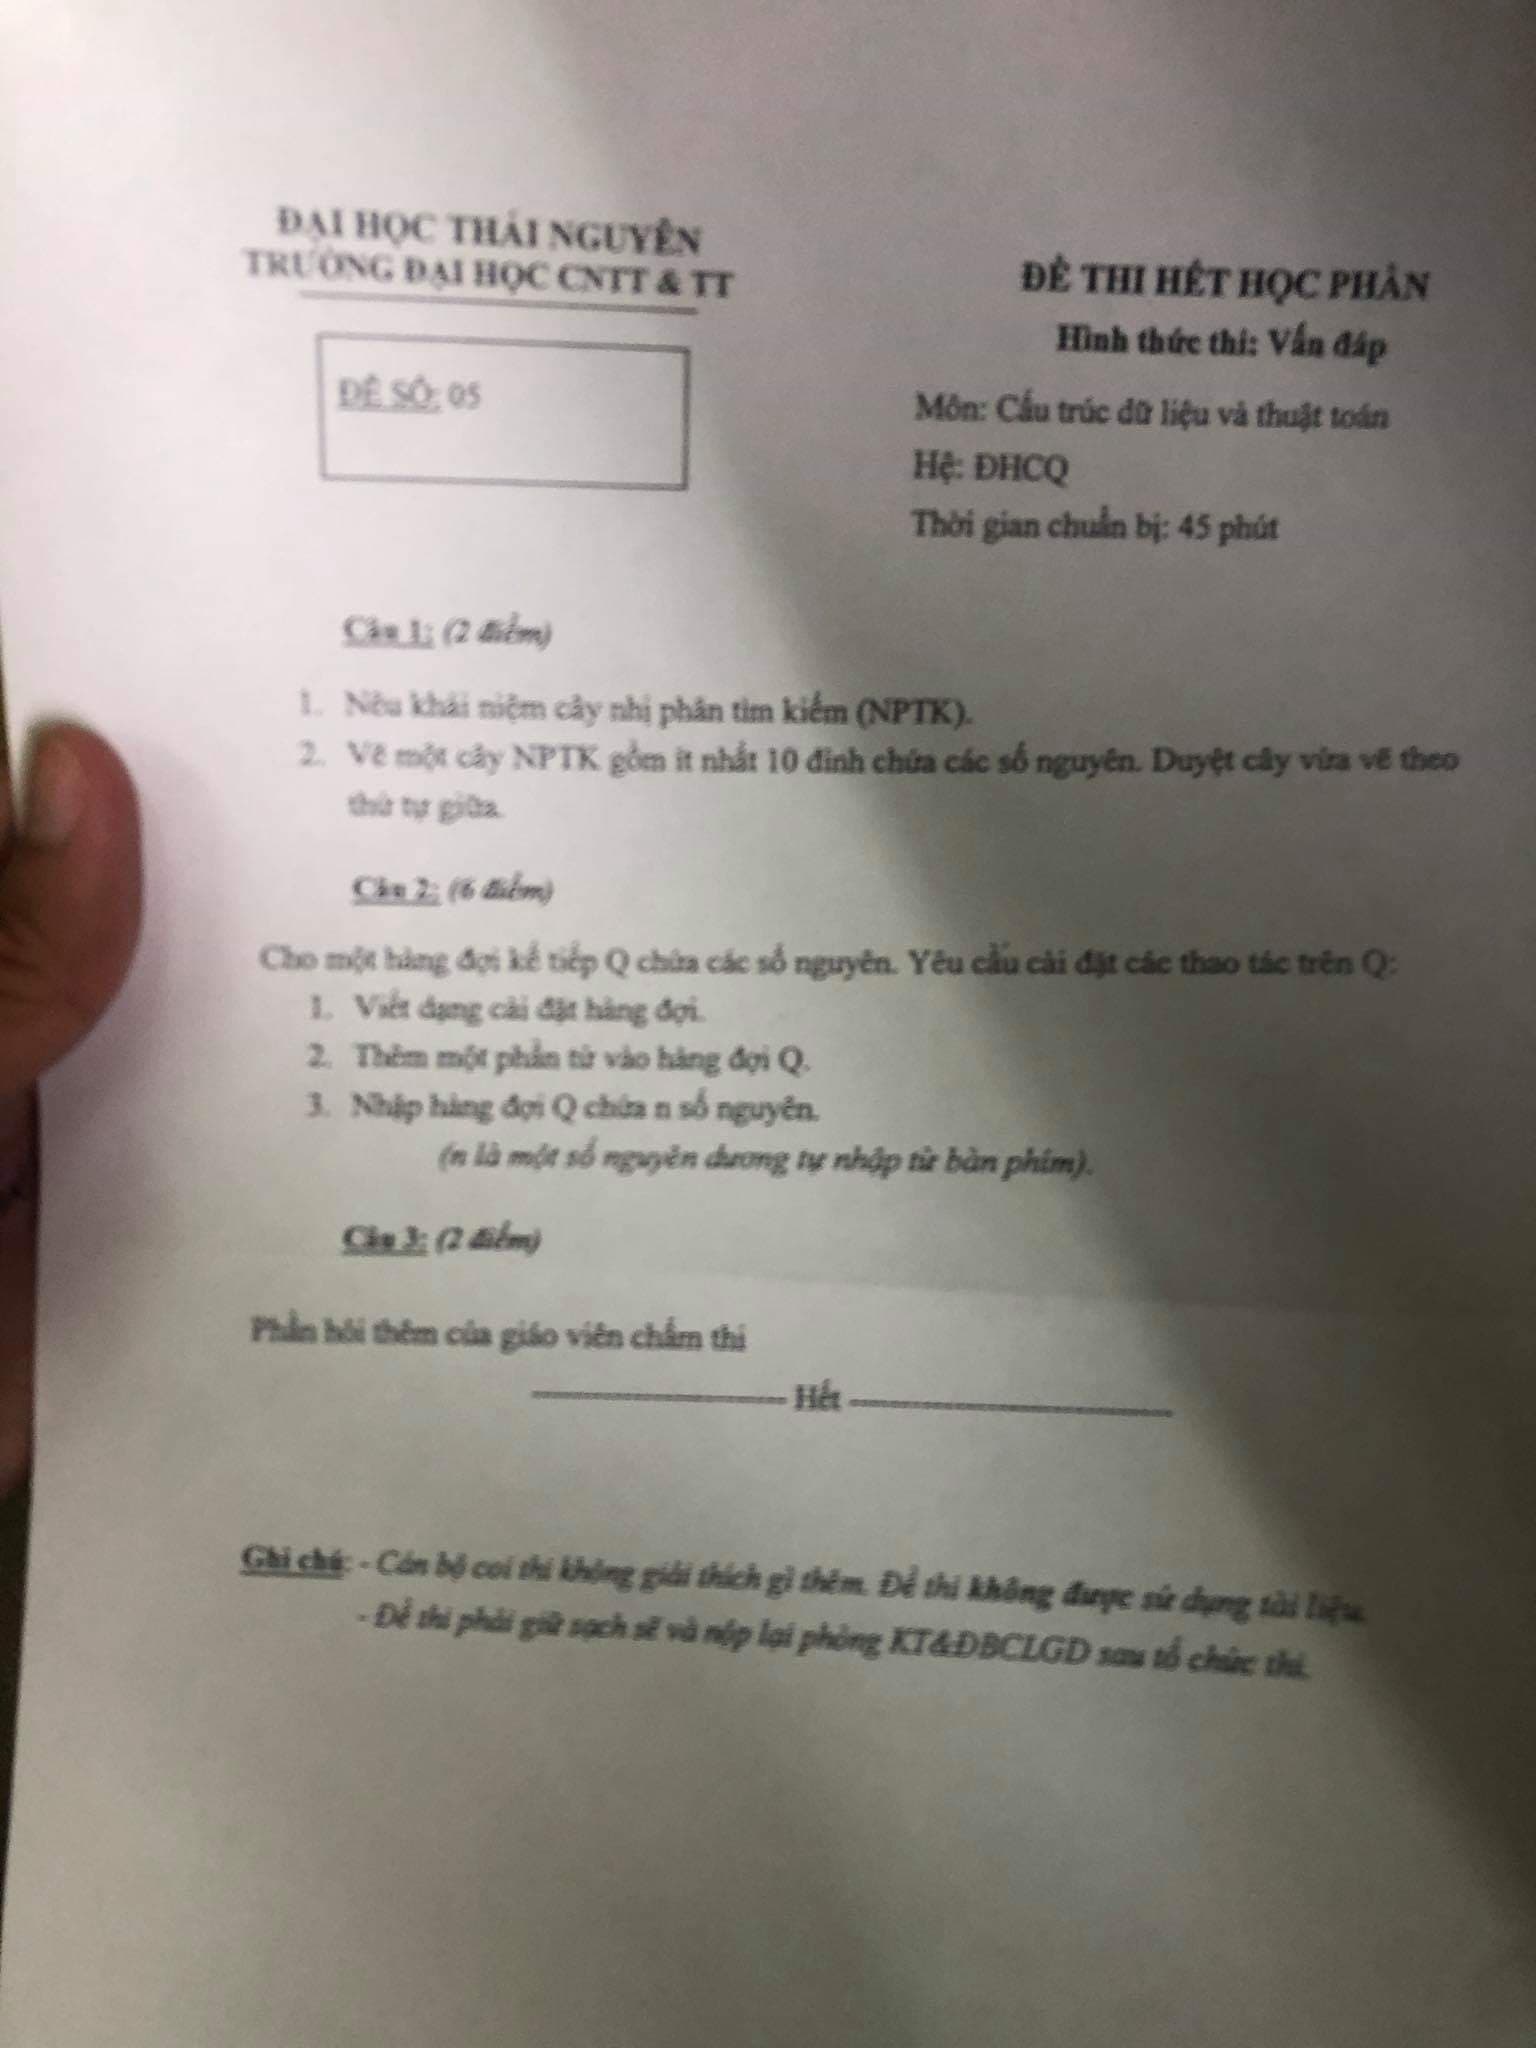 ĐẠI HỌC THÁI NGUYÊN
TRƯỜNG ĐẠI HỌC CNTT & TT
ĐỀ SỐ: 05
ĐỀ THI HẾT HỌC PHẦN
Hình thức thi: Vấn đáp
Môn: Cấu trúc dữ liệu và thuật toán
Hệ: ĐHCQ
Thời gian chuẩn bị: 45 phút
Câu 1: (2 điểm)
1. Nêu khái niệm cây nhị phân tìm kiếm (NPTK).
2. Vẽ một cây NPTK gồm ít nhất 10 đỉnh chứa các số nguyên. Duyệt cây vừa vẽ theo
thứ tự giữa.
Câu 2: (6 điểm)
Cho một hàng đợi kế tiếp Q chứa các số nguyên. Yêu cầu cài đặt các thao tác trên Q:
1. Viết dạng cài đặt hàng đợi.
2. Thêm một phần tử vào hàng đợi Q.
3. Nhập hàng đợi Q chứa n số nguyên.
(n là một số nguyên dương tự nhập từ bàn phím).
Câu 3: (2 điểm)
Phần hỏi thêm của giáo viên chấm thi
-------------------------- Hết ---------------------------------
Ghi chú: - Cán bộ coi thi không giải thích gì thêm. Đề thi không được sử dụng tài liệu.
- Đề thi phải giữ sạch sẽ và nộp lại phòng KT&ĐBCLGD sau tổ chức thi.